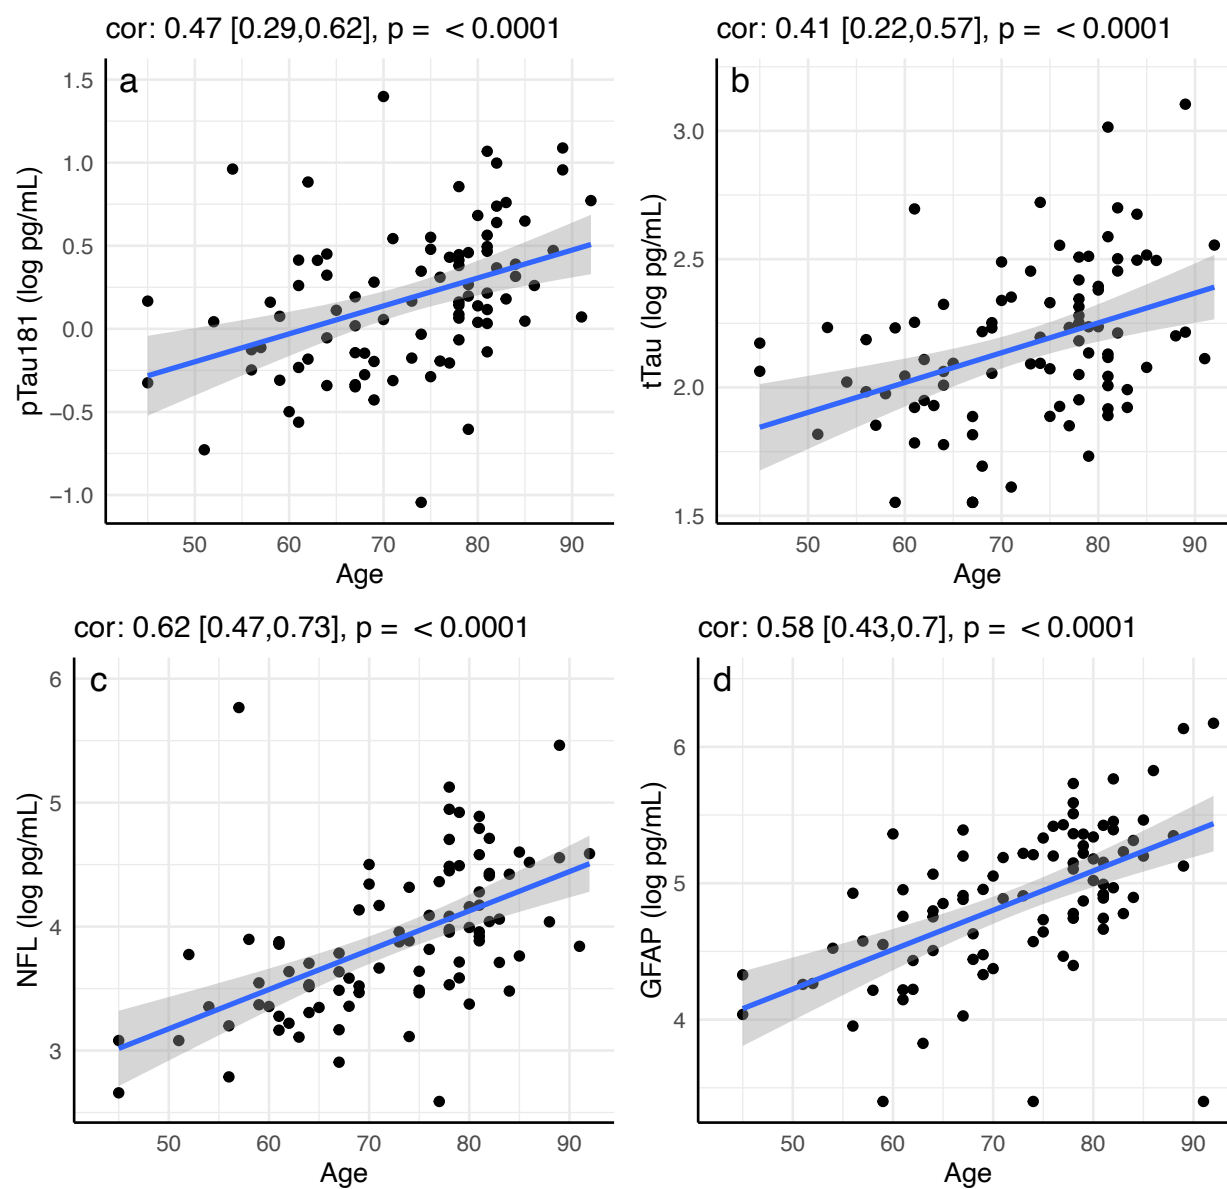 cor: 0.47 [0.29,0.62], p = < 0.0001
a
pTau181 (log pg/mL)
1.5
1.0
0.5
0.0
−0.5
−1.0
50 60 70 80 90
Age
cor: 0.41 [0.22,0.57], p = < 0.0001
b
tTau (log pg/mL)
3.0
2.5
2.0
1.5
50 60 70 80 90
Age
cor: 0.62 [0.47,0.73], p = < 0.0001
c
NFL (log pg/mL)
6
5
4
3
50 60 70 80 90
Age
cor: 0.58 [0.43,0.7], p = < 0.0001
d
GFAP (log pg/mL)
6
5
4
50 60 70 80 90
Age